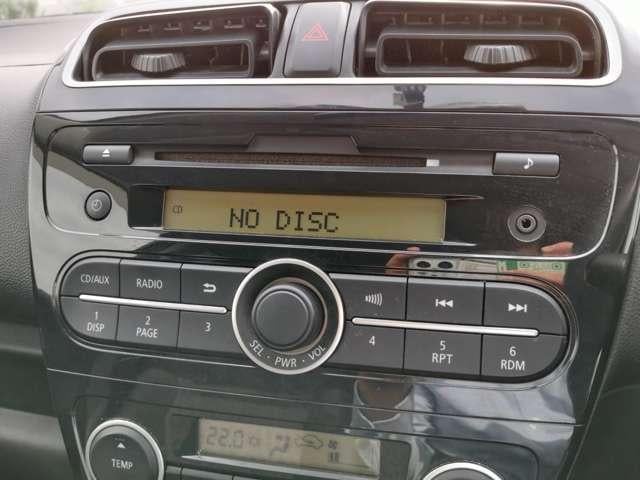 CD
NO DISC
CD/AUX RADIO
1 DISP 2 PAGE 3
SEL · PWR · VOL
4 5 RPT 6 RDM
22.0
TEMP